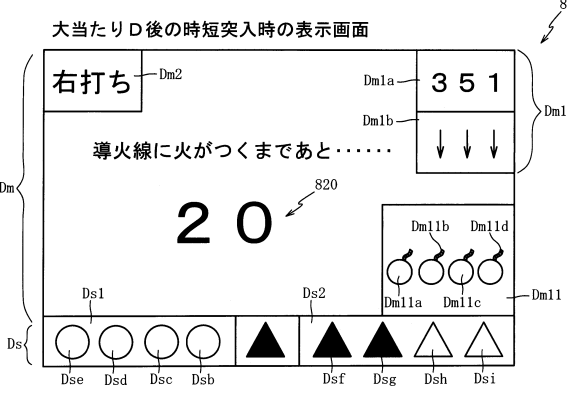 大当たりD後の時短突入時の表示画面
8
右打ち
Dm2
Dm1a
351
Dm1
Dm1b
導火線に火がつくまであと‥‥‥
Dm
20
820
Dm11b
Dm11d
Dm11a
Dm11c
Dm11
Ds1
Ds2
Ds
Dse
Dsd
Dsc
Dsb
Dsf
Dsg
Dsh
Dsi